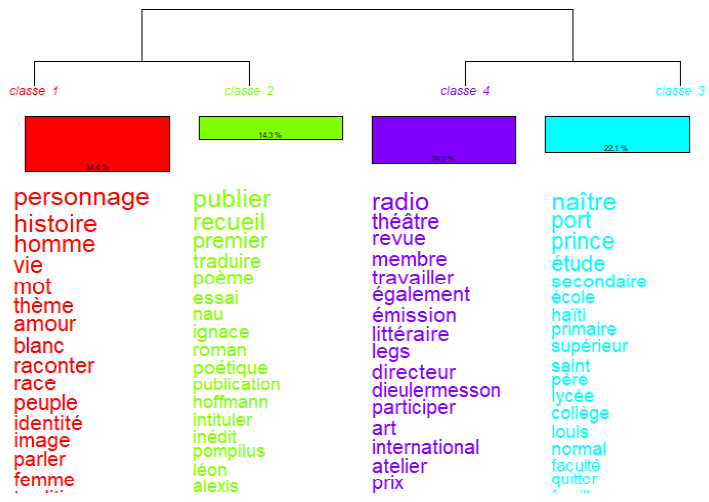 classe 1
classe 2
classe 4
classe 3
34.4 %
14.3 %
29.2 %
22.1 %
personnage
histoire
homme
vie
mot
thème
amour
blanc
raconter
race
peuple
identité
image
parler
femme
publier
recueil
premier
traduire
poème
essai
nau
ignace
roman
poétique
publication
hoffmann
intituler
inédit
pompilus
léon
alexis
radio
théâtre
revue
membre
travailler
également
émission
littéraire
legs
directeur
dieulermesson
participer
art
international
atelier
prix
naître
port
prince
étude
secondaire
école
haïti
primaire
supérieur
saint
père
lycée
collège
louis
normal
faculté
quitter